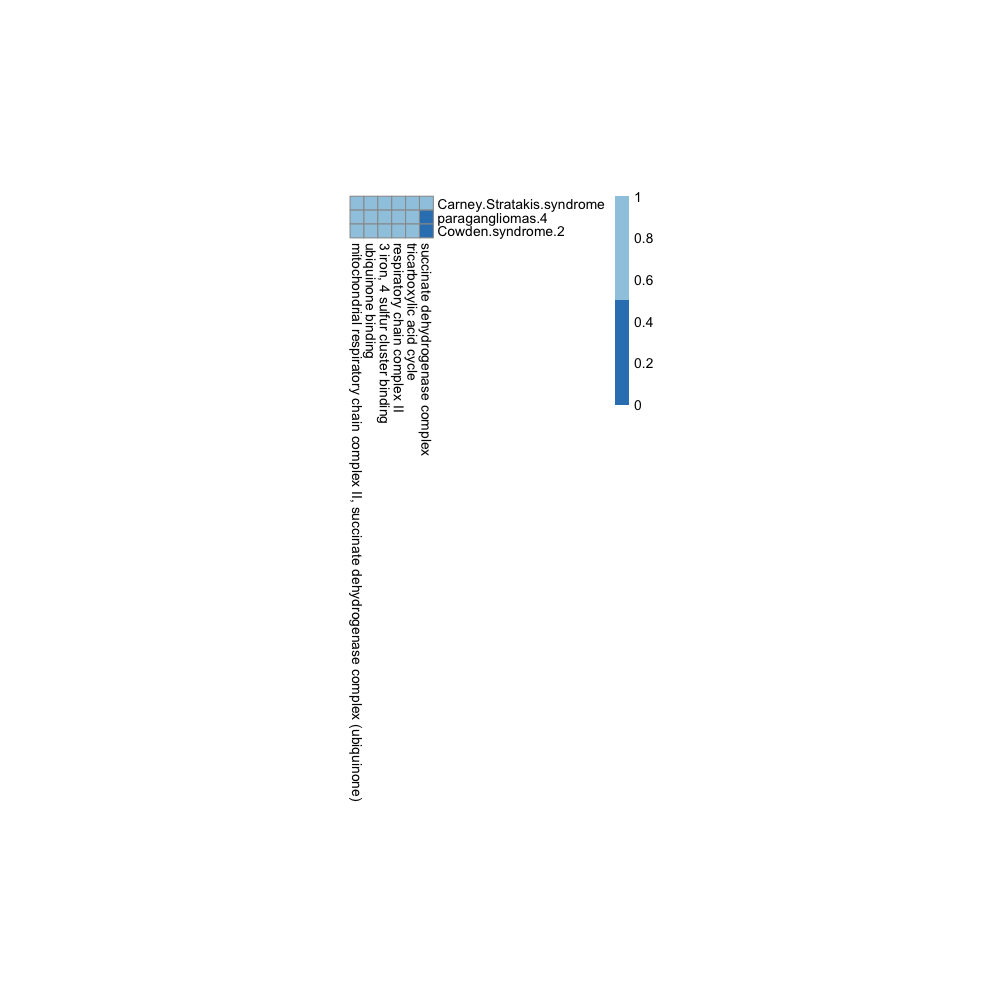 Carney.Stratakis.syndrome
paragangliomas.4
Cowden.syndrome.2
mitochondrial respiratory chain complex II, succinate dehydrogenase complex (ubiquinone)
ubiquinone binding
3 iron, 4 sulfur cluster binding
respiratory chain complex II
tricarboxylic acid cycle
succinate dehydrogenase complex
1
0.8
0.6
0.4
0.2
0